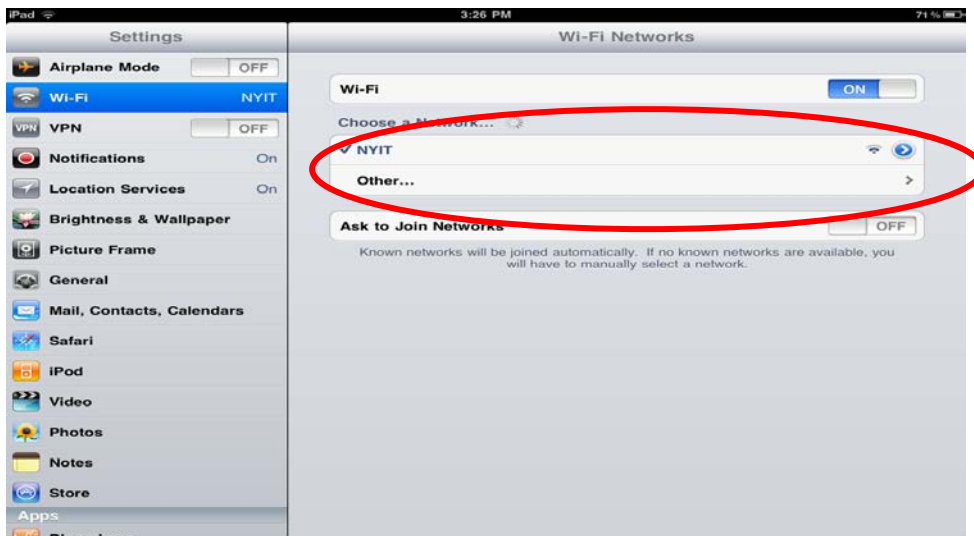 iPad 3:26 PM 71 %
Settings
Airplane Mode OFF
Wi-Fi NYIT
VPN VPN OFF
Notifications On
Location Services On
Brightness & Wallpaper
Picture Frame
General
Mail, Contacts, Calendars
Safari
iPod
Video
Photos
Notes
Store
Apps
Wi-Fi Networks
Wi-Fi ON
Choose a Network...
NYIT
Other...
Ask to Join Networks OFF
Known networks will be joined automatically. If no known networks are available, you
will have to manually select a network.